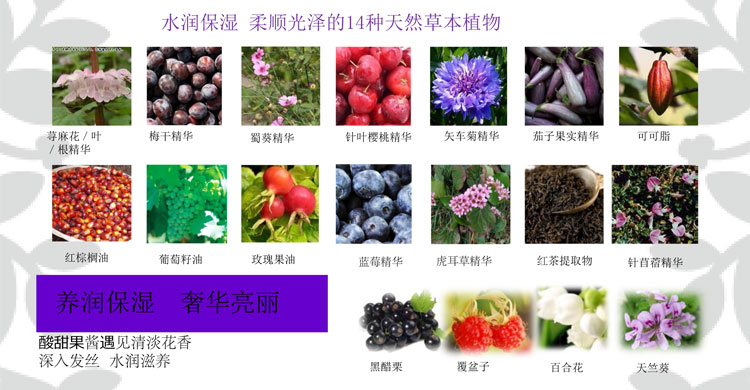 水润保湿 柔顺光泽的14种天然草本植物
荨麻花/叶
/根精华
梅干精华
蜀葵精华
针叶樱桃精华
矢车菊精华
茄子果实精华
可可脂
红棕榈油
葡萄籽油
玫瑰果油
蓝莓精华
虎耳草精华
红茶提取物
针苜蓿精华
养润保湿 奢华亮丽
酸甜果酱遇见清淡花香
深入发丝 水润滋养
黑醋栗
覆盆子
百合花
天竺葵